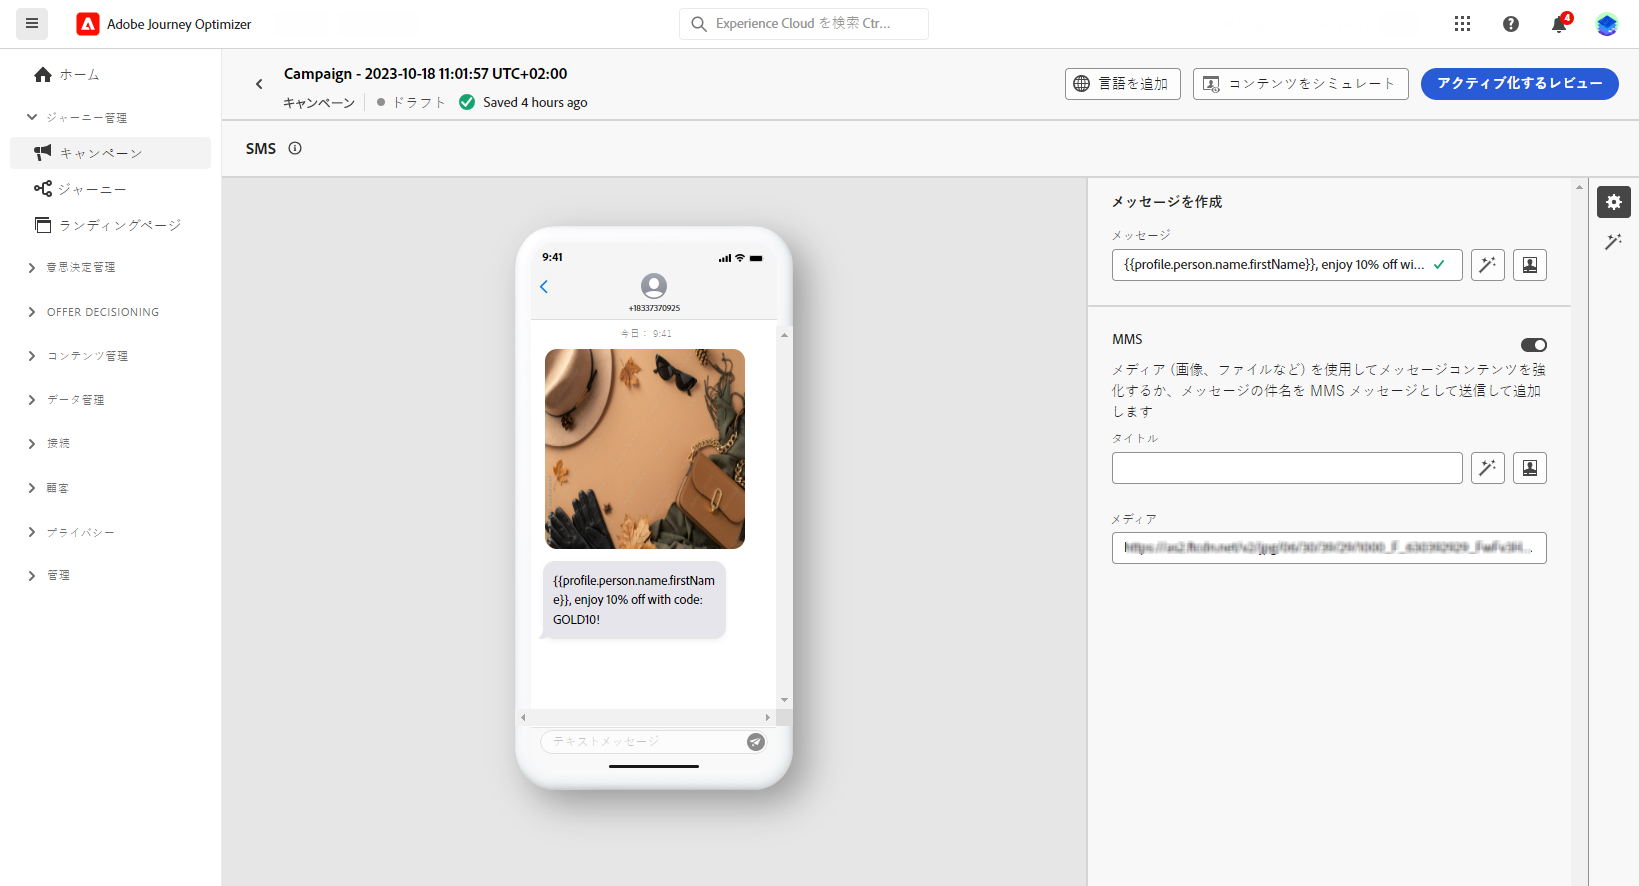 Adobe Journey Optimizer
Experience Cloud を検索 Ctr...
4
ホーム
ジャーニー管理
キャンペーン
ジャーニー
ランディングページ
意思決定管理
OFFER DECISIONING
コンテンツ管理
データ管理
接続
顧客
プライバシー
管理
Campaign - 2023-10-18 11:01:57 UTC+02:00
キャンペーン
ドラフト
Saved 4 hours ago
言語を追加
コンテンツをシミュレート
アクティブ化するレビュー
SMS
9:41
+18337370925
今日： 9:41
{{profile.person.name.firstNam
e}}, enjoy 10% off with code:
GOLD10!
テキストメッセージ
メッセージを作成
メッセージ
{{profile.person.name.firstName}}, enjoy 10% off wi...
MMS
メディア (画像、ファイルなど) を使用してメッセージコンテンツを強
化するか、メッセージの件名を MMS メッセージとして送信して追加
します
タイトル
メディア